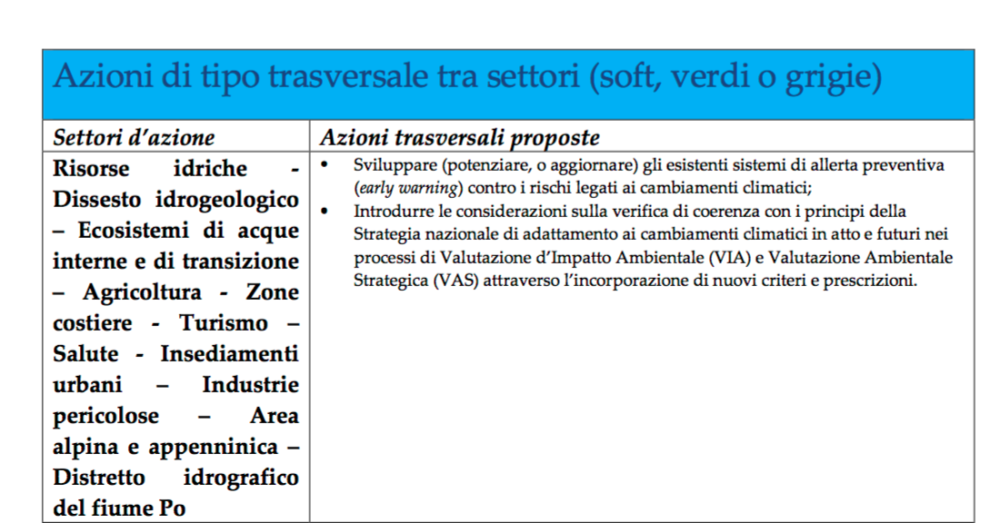 Azioni di tipo trasversale tra settori (soft, verdi o grigie)
Settori d'azione
Azioni trasversali proposte
Risorse idriche -
Dissesto idrogeologico
– Ecosistemi di acque
interne e di transizione
– Agricoltura - Zone
costiere - Turismo –
Salute - Insediamenti
urbani – Industrie
pericolose – Area
alpina e appenninica –
Distretto idrografico
del fiume Po
• Sviluppare (potenziare, o aggiornare) gli esistenti sistemi di allerta preventiva
(early warning) contro i rischi legati ai cambiamenti climatici;
• Introdurre le considerazioni sulla verifica di coerenza con i principi della
Strategia nazionale di adattamento ai cambiamenti climatici in atto e futuri nei
processi di Valutazione d'Impatto Ambientale (VIA) e Valutazione Ambientale
Strategica (VAS) attraverso l'incorporazione di nuovi criteri e prescrizioni.